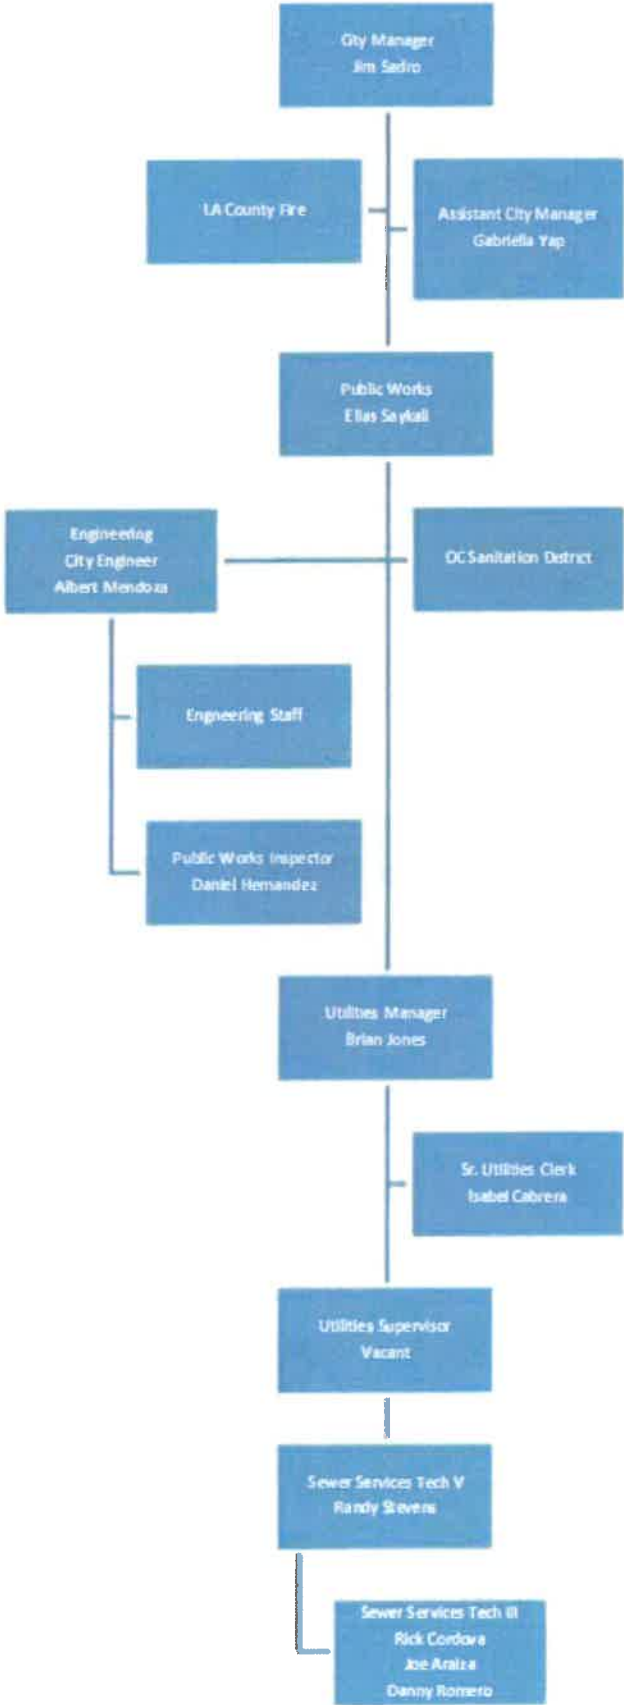 City Manager
Jim Sadro
LA County Fire
Assistant City Manager
Gabriella Yap
Public Works
Elias Saykali
Engineering
City Engineer
Albert Mendoza
OC Sanitation District
Engneering Staff
Public Works Inspector
Daniel Hernandez
Utilities Manager
Brian Jones
Sr. Utilities Clerk
Isabel Cabrera
Utilities Supervisor
Vacant
Sewer Services Tech V
Randy Stevens
Sewer Services Tech III
Rick Cordova
Joe Araiza
Danny Romero